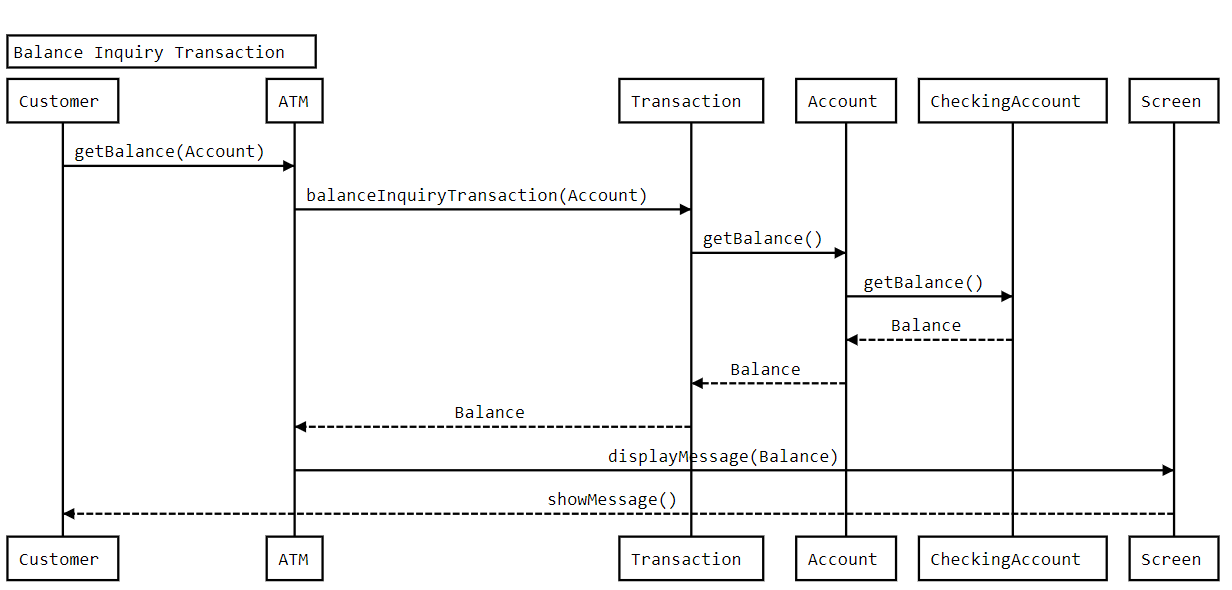 Balance Inquiry Transaction
Customer ATM Transaction Account CheckingAccount Screen
getBalance(Account)
balanceInquiryTransaction(Account)
getBalance()
getBalance()
Balance
Balance
Balance
displayMessage(Balance)
showMessage()
Customer ATM Transaction Account CheckingAccount Screen